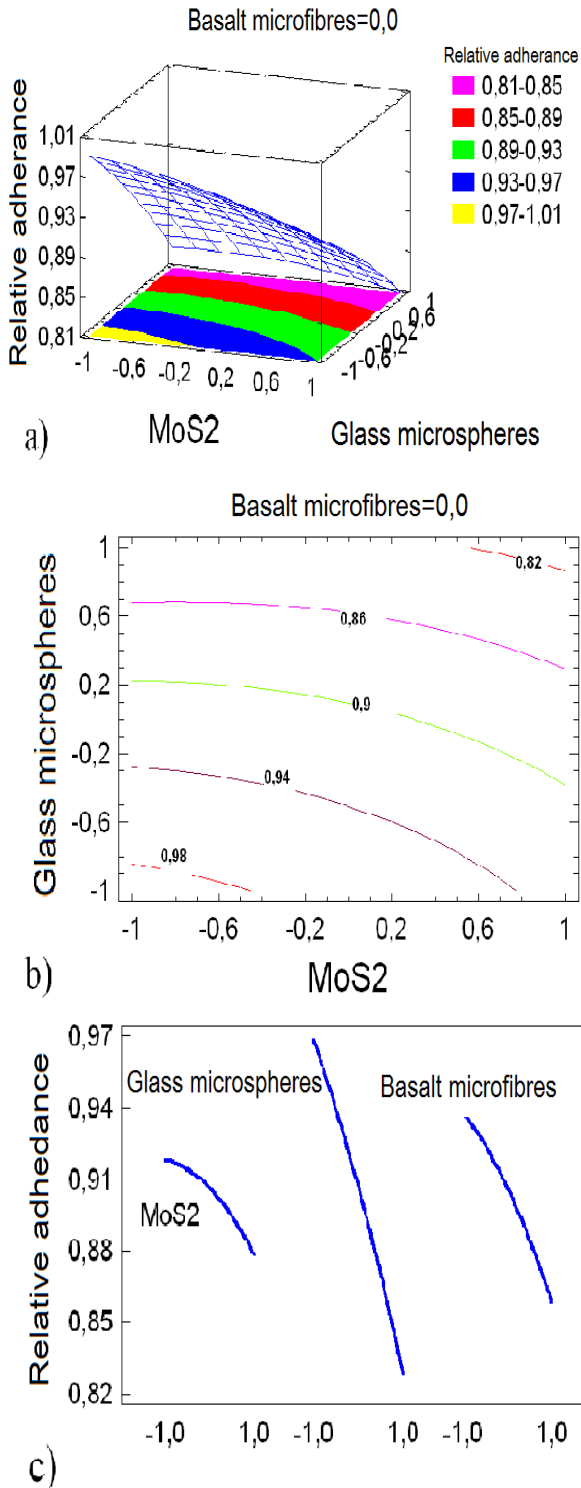 Basalt microfibres=0,0
Relative adherance
0,81-0,85
0,85-0,89
0,89-0,93
0,93-0,97
0,97-1,01
Relative adherance
1,01
0,97
0,93
0,89
0,85
0,81
-1 -0,6 -0,2 0,2 0,6 1
-1 -0,6 -0,2 0,2 0,6 1
MoS2
Glass microspheres
a)
Basalt microfibres=0,0
Glass microspheres
1
0,6
0,2
-0,2
-0,6
-1
0,82
0,86
0,9
0,94
0,98
-1 -0,6 -0,2 0,2 0,6 1
MoS2
b)
Relative adhedance
0,97
0,94
0,91
0,88
0,85
0,82
Glass microspheres
Basalt microfibres
MoS2
-1,0 1,0 -1,0 1,0 -1,0 1,0
c)